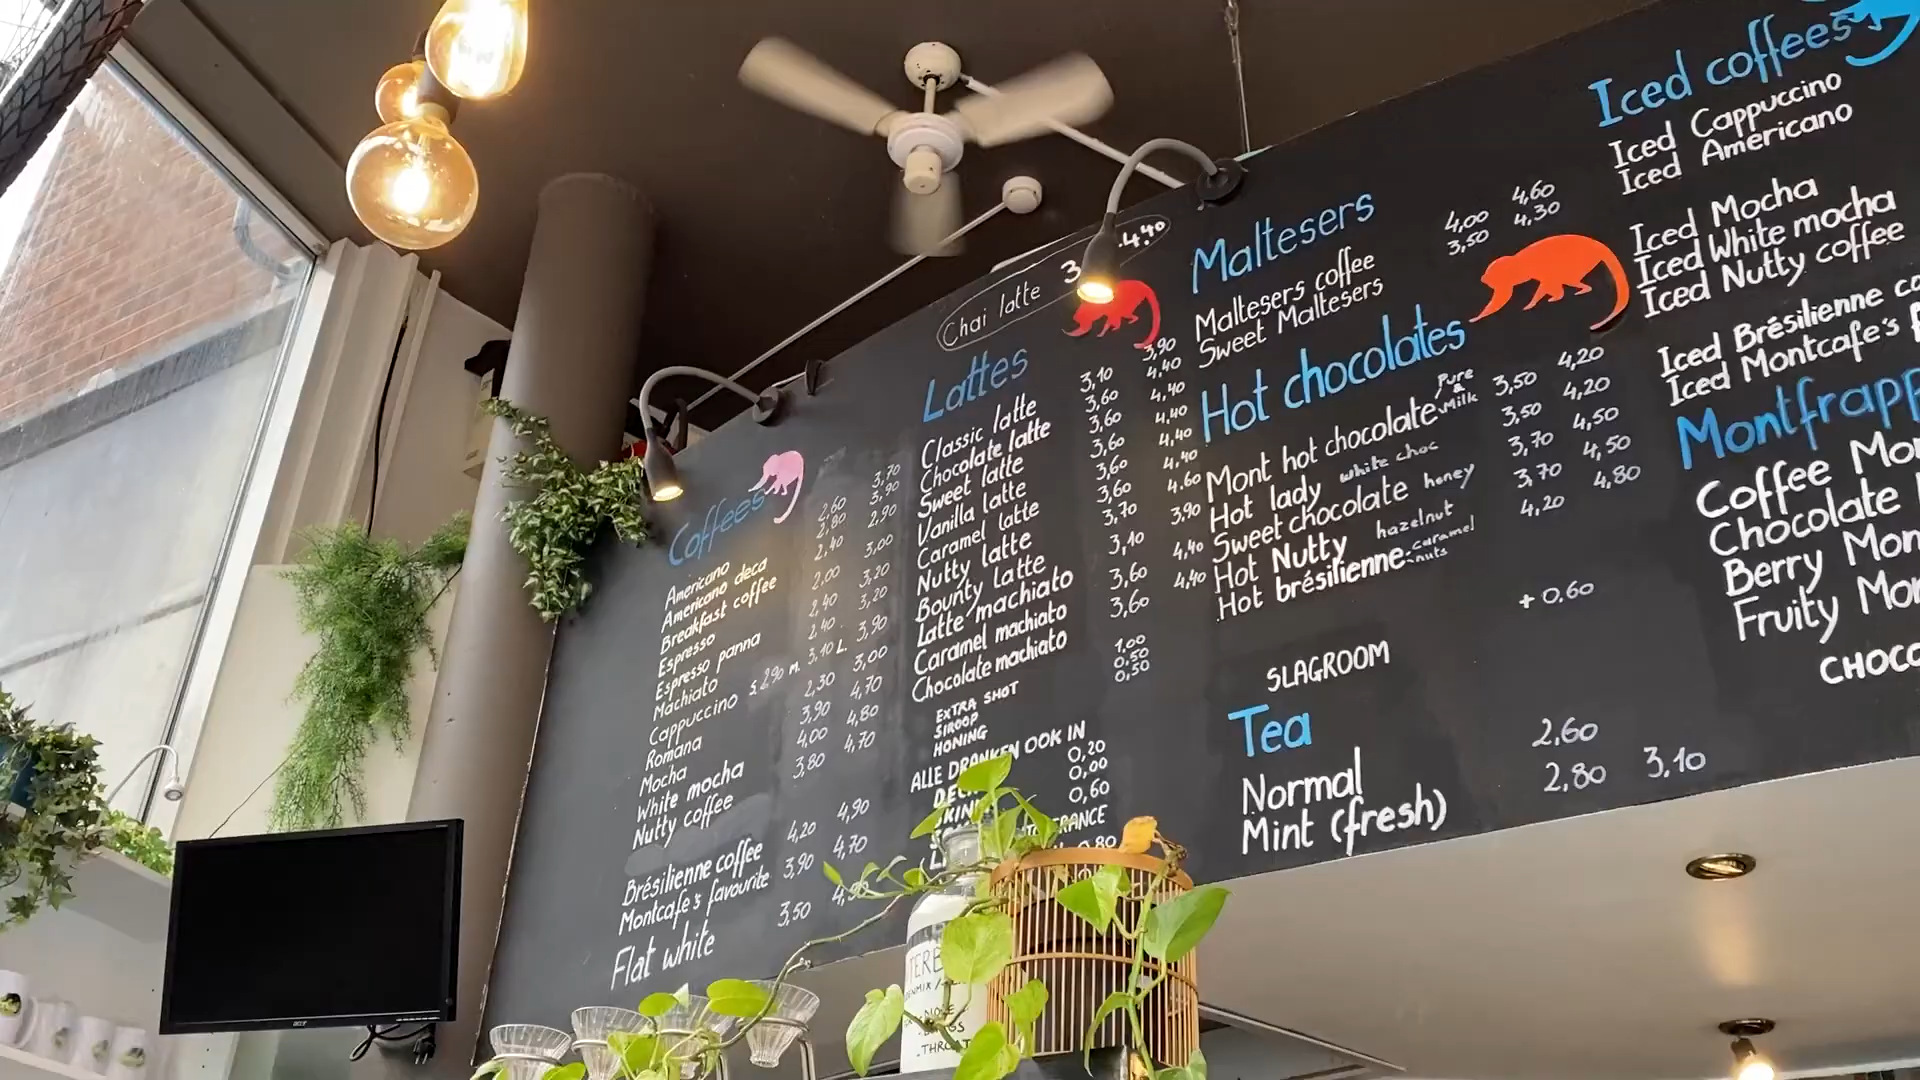 Coffees
Americano 2,60 3,70
Americano deca 2,80 3,90
Breakfast coffee 2,40 2,90
Espresso 2,00 3,00
Espresso panna 2,40 3,20
Machiato 2,40 3,20
Cappuccino S. 2,90 M. 3,40 L. 3,90
Romana 2,30 3,00
Mocha 3,90 4,70
White mocha 4,00 4,80
Nutty coffee 3,80 4,70
Brésilienne coffee 4,20 4,90
Montcafe's favourite 3,90 4,70
Flat white 3,50
Chai latte 3 4.40
Lattes
Classic latte 3,10 3,90
Chocolate latte 3,60 4,40
Sweet latte 3,60 4,40
Vanilla latte 3,60 4,40
Caramel latte 3,60 4,40
Nutty latte 3,60 4,40
Bounty latte 3,70 4.60
Latte machiato 3,10 3,90
Caramel machiato 3,60 4,40
Chocolate machiato 3,60 4,40
EXTRA SHOT 1.00
SIROOP 0,50
HONING 0,50
ALLE DRANKEN OOK IN
0,20
0,00
0,60
0,80
Maltesers
Maltesers coffee 4,00 4,60
Sweet Maltesers 3,50 4,30
Hot chocolates
Mont hot chocolate Pure & Milk 3,50 4,20
Hot lady white choc 3,50 4,20
Sweet chocolate honey 3,70 4,50
Hot Nutty hazelnut 3,70 4,50
Hot brésilienne caramel nuts 4,20 4,80
SLAGROOM + 0.60
Tea
Normal 2,60
Mint (fresh) 2,80 3,10
Iced coffees
Iced Cappuccino
Iced Americano
Iced Mocha
Iced White mocha
Iced Nutty coffee
Iced Brésilienne
Iced Montcafe's
Coffee
Chocolate
Berry
Fruity
THROAT
acer